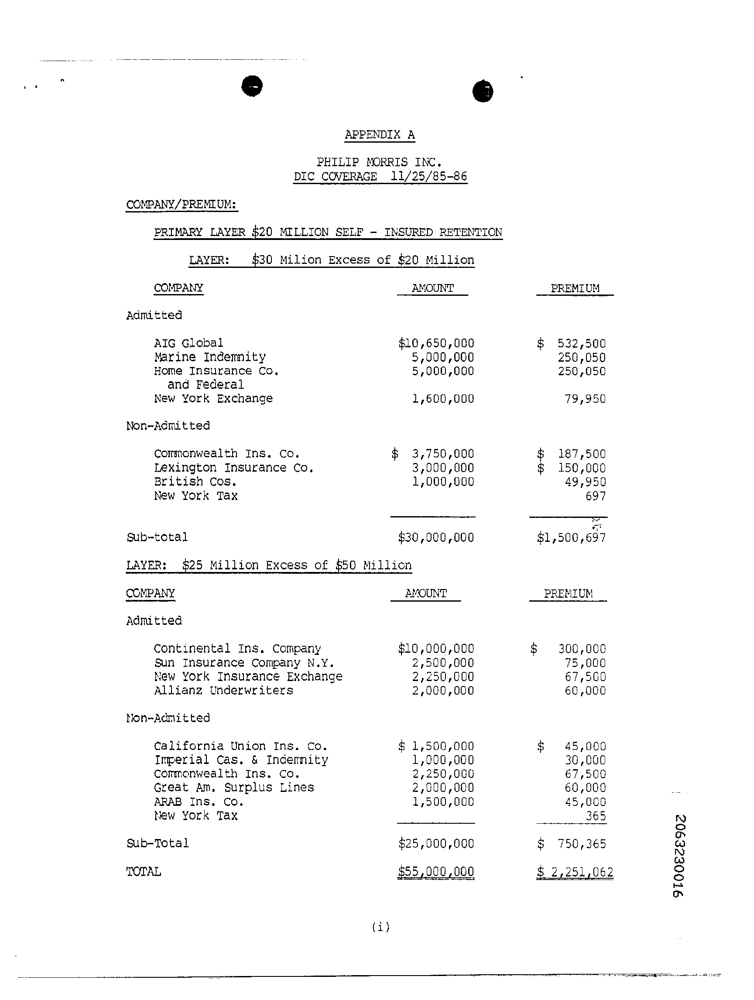 APPENDIX A
PHILIP MORRIS INC.
DIC COVERAGE 11/25/85-86
COMPANY/PREMIUM:
PRIMARY LAYER $20 MILLION SELF - INSURED RETENTION
LAYER: $30 Milion Excess of $20 Million
COMPANY AMOUNT PREMIUM
Admitted
AIG Global $10,650,000 $ 532,500
Marine Indemnity 5,000,000 250,050
Home Insurance Co. 5,000,000 250,050
and Federal
New York Exchange 1,600,000 79,950
Non-Admitted
Commonwealth Ins. Co. $ 3,750,000 $ 187,500
Lexington Insurance Co. 3,000,000 $ 150,000
British Cos. 1,000,000 49,950
New York Tax 697
Sub-total $30,000,000 $1,500,697
LAYER: $25 Million Excess of $50 Million
COMPANY AMOUNT PREMIUM
Admitted
Continental Ins. Company $10,000,000 $ 300,000
Sun Insurance Company N.Y. 2,500,000 75,000
New York Insurance Exchange 2,250,000 67,500
Allianz Underwriters 2,000,000 60,000
Non-Admitted
California Union Ins. Co. $ 1,500,000 $ 45,000
Imperial Cas. & Indemnity 1,000,000 30,000
Commonwealth Ins. Co. 2,250,000 67,500
Great Am. Surplus Lines 2,000,000 60,000
ARAB Ins. Co. 1,500,000 45,000
New York Tax 365
Sub-Total $25,000,000 $ 750,365
TOTAL $55,000,000 $ 2,251,062
2063230016
(i)